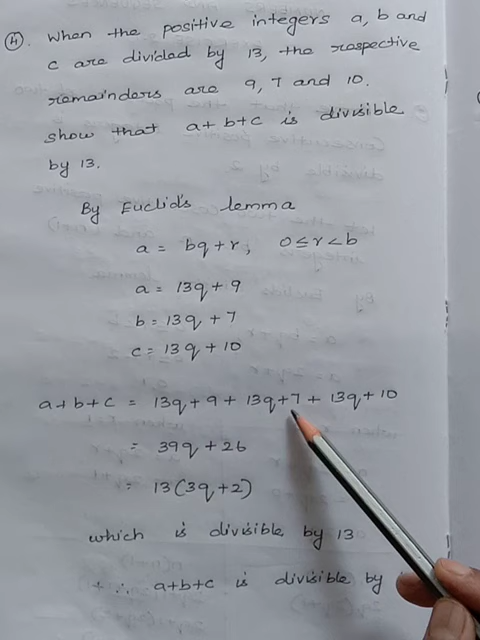 4. When the positive integers a, b and
c are divided by 13, the respective
remainders are 9, 7 and 10.
show that a+b+c is divisible
by 13.
By Euclid's lemma
a = bq+r, 0≤r<b
a = 13q+9
b = 13q+7
c = 13q+10
a+b+c = 13q+9+13q+7+13q+10
= 39q+26
= 13(3q+2)
which is divisible by 13
∴ a+b+c is divisible by